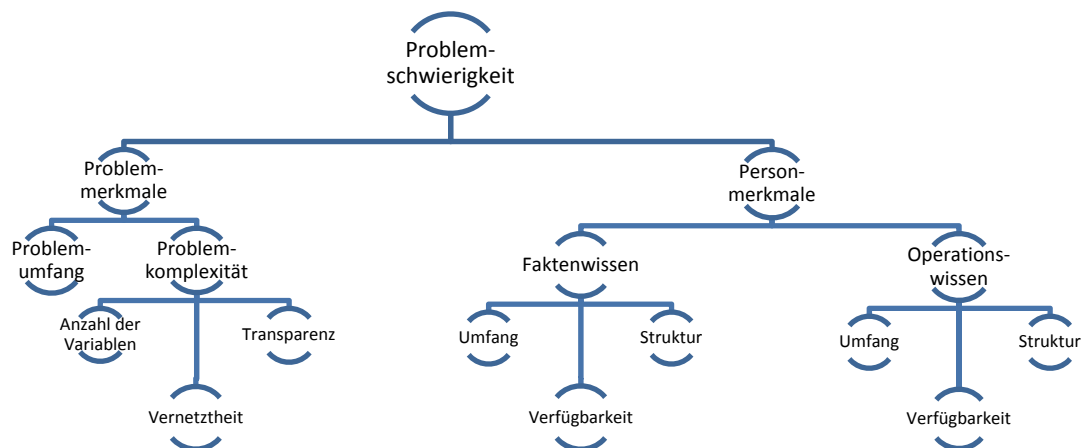 Problem-
schwierigkeit
Problem-
merkmale
Person-
merkmale
Problem-
umfang
Problem-
komplexität
Faktenwissen
Operations-
wissen
Anzahl der
Variablen
Transparenz
Umfang
Struktur
Umfang
Struktur
Vernetztheit
Verfügbarkeit
Verfügbarkeit